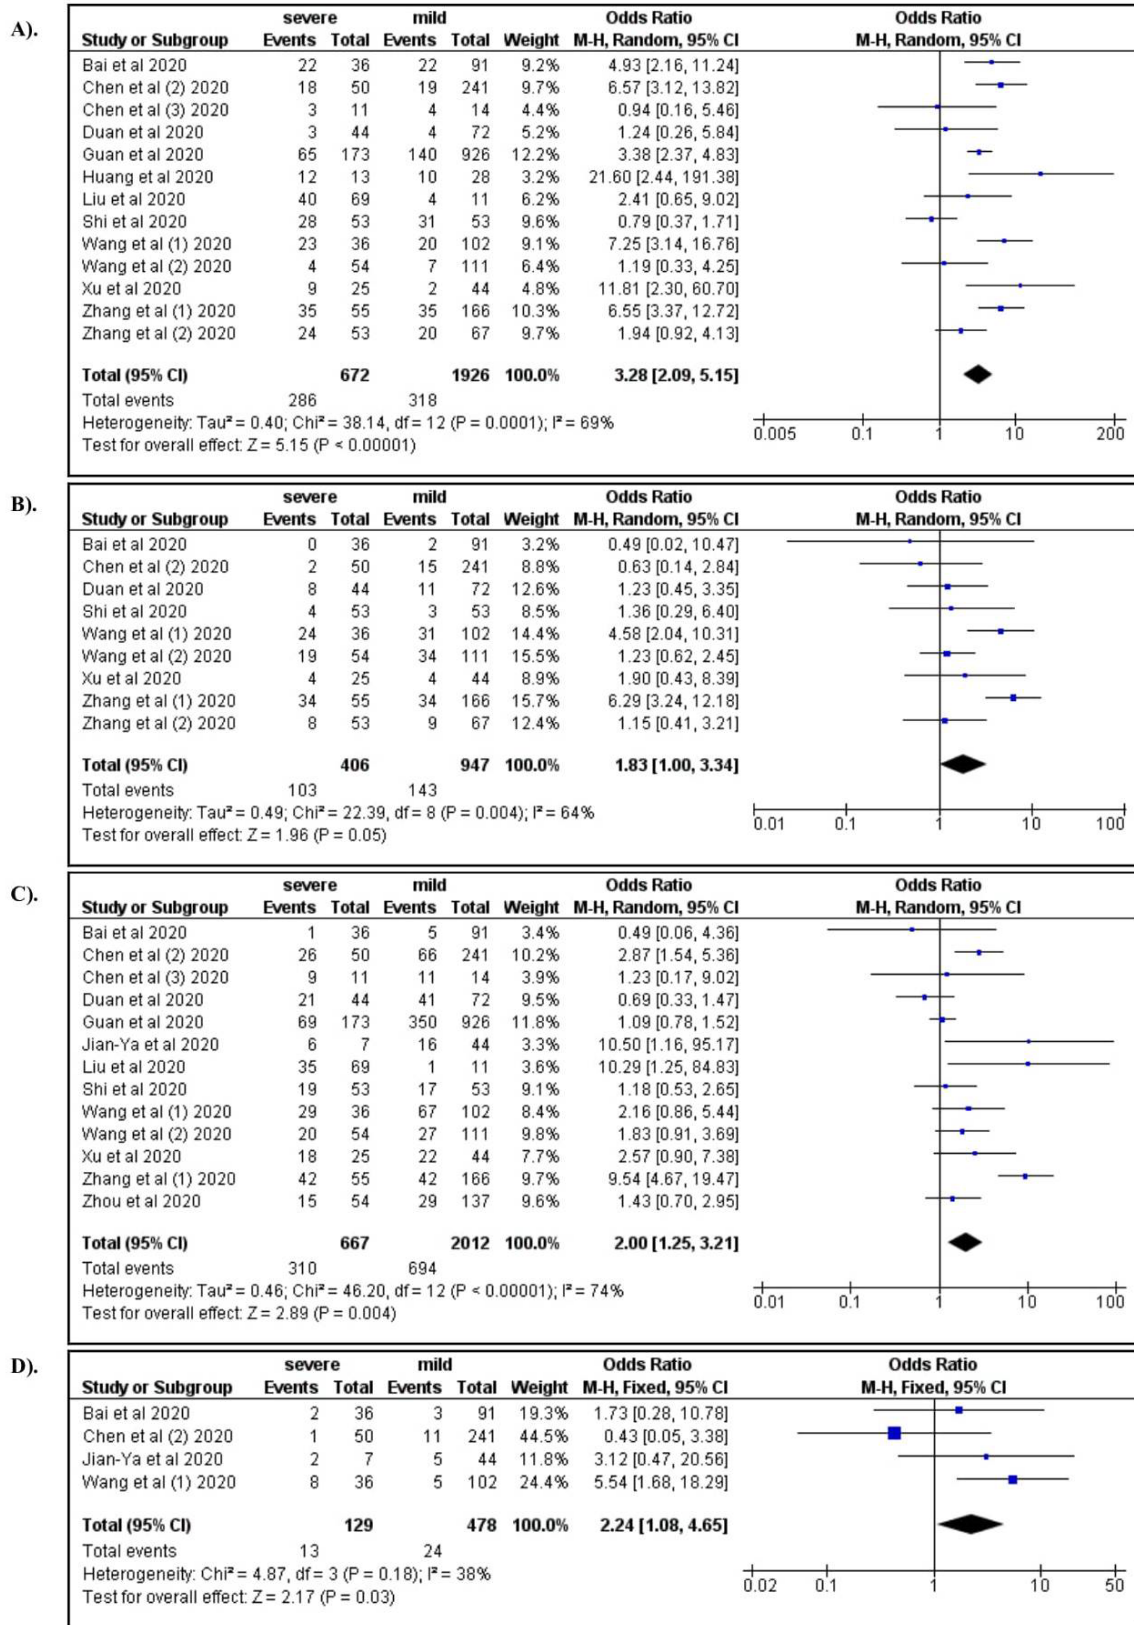 A).
severe mild Odds Ratio Odds Ratio
Study or Subgroup Events Total Events Total Weight M-H, Random, 95% CI M-H, Random, 95% CI
Bai et al 2020 22 36 22 91 9.2% 4.93 [2.16, 11.24]
Chen et al (2) 2020 18 50 19 241 9.7% 6.57 [3.12, 13.82]
Chen et al (3) 2020 3 11 4 14 4.4% 0.94 [0.16, 5.46]
Duan et al 2020 3 44 4 72 5.2% 1.24 [0.26, 5.84]
Guan et al 2020 65 173 140 926 12.2% 3.38 [2.37, 4.83]
Huang et al 2020 12 13 10 28 3.2% 21.60 [2.44, 191.38]
Liu et al 2020 40 69 4 11 6.2% 2.41 [0.65, 9.02]
Shi et al 2020 28 53 31 53 9.6% 0.79 [0.37, 1.71]
Wang et al (1) 2020 23 36 20 102 9.1% 7.25 [3.14, 16.76]
Wang et al (2) 2020 4 54 7 111 6.4% 1.19 [0.33, 4.25]
Xu et al 2020 9 25 2 44 4.8% 11.81 [2.30, 60.70]
Zhang et al (1) 2020 35 55 35 166 10.3% 6.55 [3.37, 12.72]
Zhang et al (2) 2020 24 53 20 67 9.7% 1.94 [0.92, 4.13]
Total (95% CI) 672 1926 100.0% 3.28 [2.09, 5.15]
Total events 286 318
Heterogeneity: Tau² = 0.40; Chi² = 38.14, df = 12 (P = 0.0001); I² = 69%
Test for overall effect: Z = 5.15 (P < 0.00001)
0.005 0.1 1 10 200
B).
severe mild Odds Ratio Odds Ratio
Study or Subgroup Events Total Events Total Weight M-H, Random, 95% CI M-H, Random, 95% CI
Bai et al 2020 0 36 2 91 3.2% 0.49 [0.02, 10.47]
Chen et al (2) 2020 2 50 15 241 8.8% 0.63 [0.14, 2.84]
Duan et al 2020 8 44 11 72 12.6% 1.23 [0.45, 3.35]
Shi et al 2020 4 53 3 53 8.5% 1.36 [0.29, 6.40]
Wang et al (1) 2020 24 36 31 102 14.4% 4.58 [2.04, 10.31]
Wang et al (2) 2020 19 54 34 111 15.5% 1.23 [0.62, 2.45]
Xu et al 2020 4 25 4 44 8.9% 1.90 [0.43, 8.39]
Zhang et al (1) 2020 34 55 34 166 15.7% 6.29 [3.24, 12.18]
Zhang et al (2) 2020 8 53 9 67 12.4% 1.15 [0.41, 3.21]
Total (95% CI) 406 947 100.0% 1.83 [1.00, 3.34]
Total events 103 143
Heterogeneity: Tau² = 0.49; Chi² = 22.39, df = 8 (P = 0.004); I² = 64%
Test for overall effect: Z = 1.96 (P = 0.05)
0.01 0.1 1 10 100
C).
severe mild Odds Ratio Odds Ratio
Study or Subgroup Events Total Events Total Weight M-H, Random, 95% CI M-H, Random, 95% CI
Bai et al 2020 1 36 5 91 3.4% 0.49 [0.06, 4.36]
Chen et al (2) 2020 26 50 66 241 10.2% 2.87 [1.54, 5.36]
Chen et al (3) 2020 9 11 11 14 3.9% 1.23 [0.17, 9.02]
Duan et al 2020 21 44 41 72 9.5% 0.69 [0.33, 1.47]
Guan et al 2020 69 173 350 926 11.8% 1.09 [0.78, 1.52]
Jian-Ya et al 2020 6 7 16 44 3.3% 10.50 [1.16, 95.17]
Liu et al 2020 35 69 1 11 3.6% 10.29 [1.25, 84.83]
Shi et al 2020 19 53 17 53 9.1% 1.18 [0.53, 2.65]
Wang et al (1) 2020 29 36 67 102 8.4% 2.16 [0.86, 5.44]
Wang et al (2) 2020 20 54 27 111 9.8% 1.83 [0.91, 3.69]
Xu et al 2020 18 25 22 44 7.7% 2.57 [0.90, 7.38]
Zhang et al (1) 2020 42 55 42 166 9.7% 9.54 [4.67, 19.47]
Zhou et al 2020 15 54 29 137 9.6% 1.43 [0.70, 2.95]
Total (95% CI) 667 2012 100.0% 2.00 [1.25, 3.21]
Total events 310 694
Heterogeneity: Tau² = 0.46; Chi² = 46.20, df = 12 (P < 0.00001); I² = 74%
Test for overall effect: Z = 2.89 (P = 0.004)
0.01 0.1 1 10 100
D).
severe mild Odds Ratio Odds Ratio
Study or Subgroup Events Total Events Total Weight M-H, Fixed, 95% CI M-H, Fixed, 95% CI
Bai et al 2020 2 36 3 91 19.3% 1.73 [0.28, 10.78]
Chen et al (2) 2020 1 50 11 241 44.5% 0.43 [0.05, 3.38]
Jian-Ya et al 2020 2 7 5 44 11.8% 3.12 [0.47, 20.56]
Wang et al (1) 2020 8 36 5 102 24.4% 5.54 [1.68, 18.29]
Total (95% CI) 129 478 100.0% 2.24 [1.08, 4.65]
Total events 13 24
Heterogeneity: Chi² = 4.87, df = 3 (P = 0.18); I² = 38%
Test for overall effect: Z = 2.17 (P = 0.03)
0.02 0.1 1 10 50